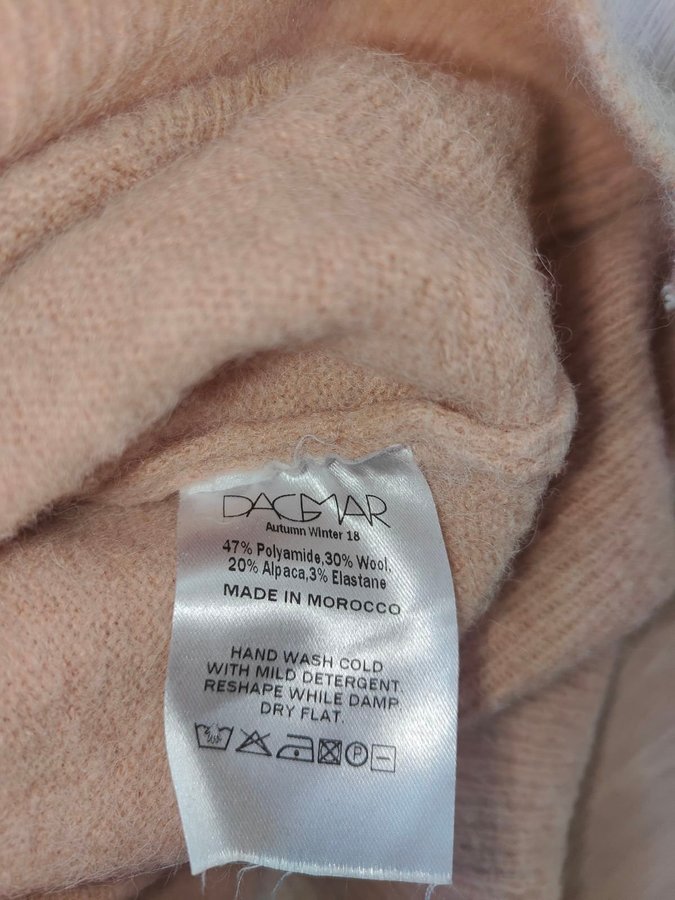 DAGMAR
Autumn Winter 18
47% Polyamide,30% Wool,
20% Alpaca,3% Elastane
MADE IN MOROCCO
HAND WASH COLD
WITH MILD DETERGENT.
RESHAPE WHILE DAMP
DRY FLAT.
P